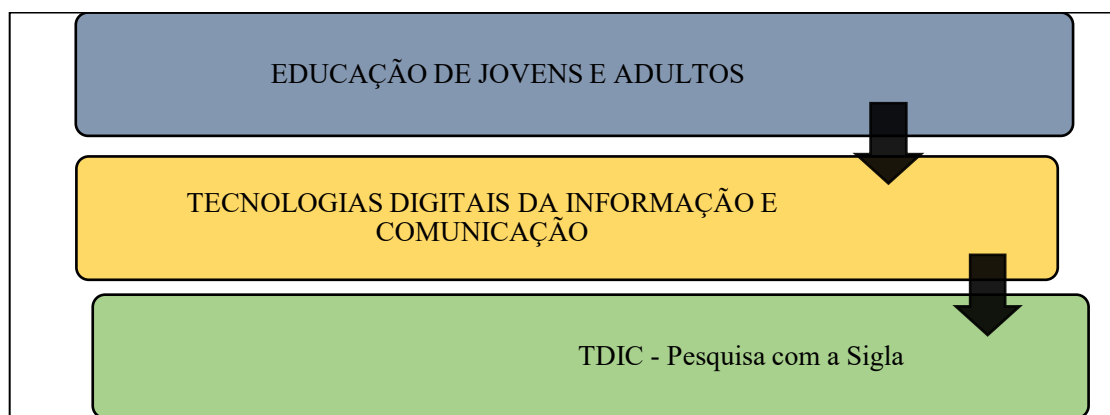 EDUCAÇÃO DE JOVENS E ADULTOS
TECNOLOGIAS DIGITAIS DA INFORMAÇÃO E
COMUNICAÇÃO
TDIC - Pesquisa com a Sigla